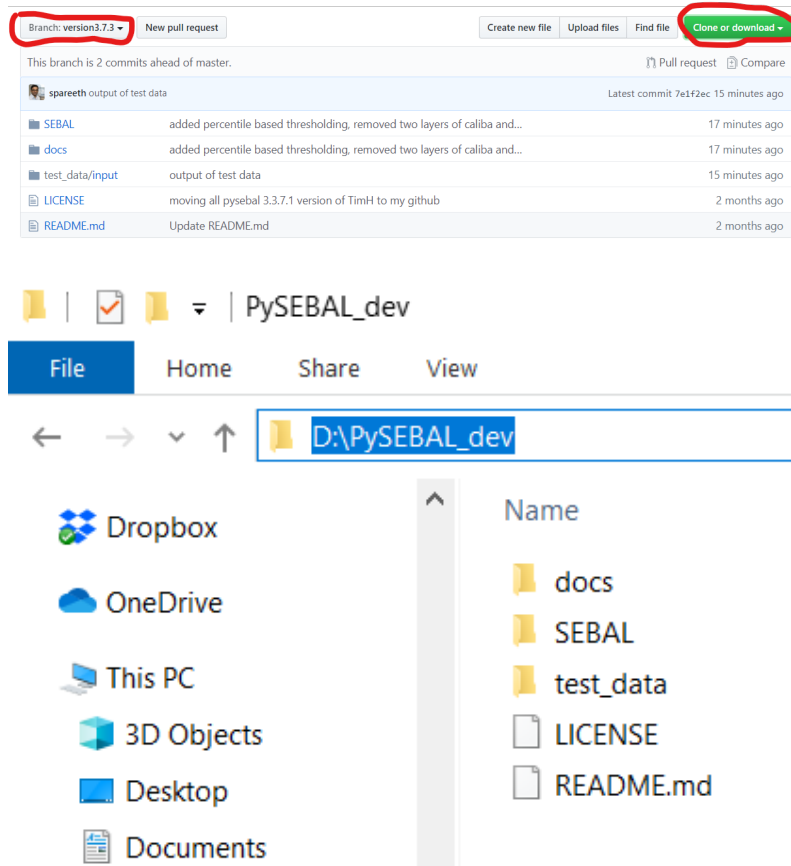 Branch: version3.7.3 New pull request Create new file Upload files Find file Clone or download
This branch is 2 commits ahead of master. Pull request Compare
spareeth output of test data Latest commit 7e1f2ec 15 minutes ago
SEBAL added percentile based thresholding, removed two layers of caliba and... 17 minutes ago
docs added percentile based thresholding, removed two layers of caliba and... 17 minutes ago
test_data/input output of test data 15 minutes ago
LICENSE moving all pysebal 3.3.7.1 version of TimH to my github 2 months ago
README.md Update README.md 2 months ago
PySEBAL_dev
File Home Share View
D:\PySEBAL_dev
Name
Dropbox
docs
OneDrive
SEBAL
This PC
test_data
3D Objects
LICENSE
Desktop
README.md
Documents